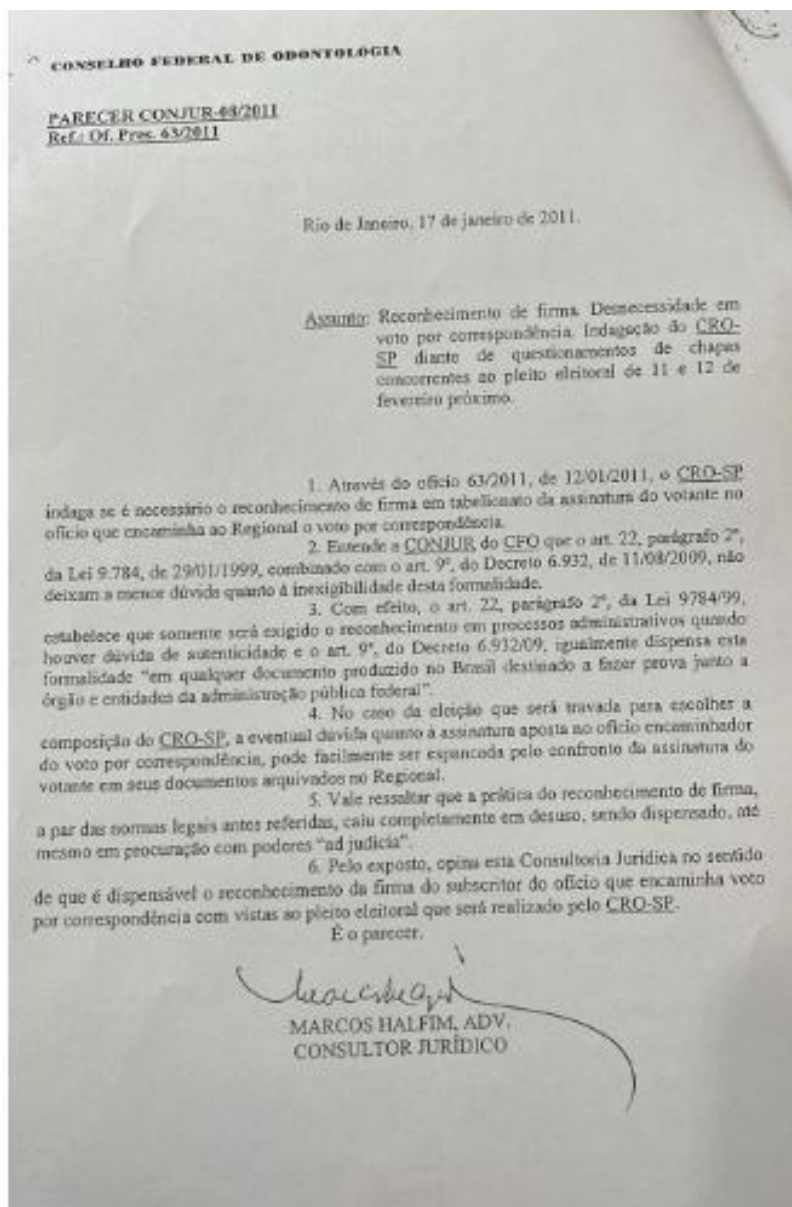 CONSELHO FEDERAL DE ODONTOLOGIA
PARECER CONJUR-08/2011
Ref.: Of. Pres. 63/2011
Rio de Janeiro, 17 de janeiro de 2011.
Assunto: Reconhecimento de firma. Desnecessidade em
voto por correspondência. Indagação do CRO-
SP diante de questionamentos de chapas
concorrentes ao pleito eleitoral de 11 e 12 de
fevereiro próximo.
1. Através do ofício 63/2011, de 12/01/2011, o CRO-SP
indaga se é necessário o reconhecimento de firma em tabelionato da assinatura do votante no
ofício que encaminha ao Regional o voto por correspondência.
2. Entende a CONJUR do CFO que o art. 22, parágrafo 2º,
da Lei 9.784, de 29/01/1999, combinado com o art. 9º, do Decreto 6.932, de 11/08/2009, não
deixam a menor dúvida quanto à inexigibilidade desta formalidade.
3. Com efeito, o art. 22, parágrafo 2º, da Lei 9784/99,
estabelece que somente será exigido o reconhecimento em processos administrativos quando
houver dúvida de autenticidade e o art. 9º, do Decreto 6.932/09, igualmente dispensa esta
formalidade “em qualquer documento produzido no Brasil destinado a fazer prova junto a
órgão e entidades da administração pública federal”.
4. No caso da eleição que será travada para escolher a
composição do CRO-SP, a eventual dúvida quanto à assinatura aposta no ofício encaminhador
do voto por correspondência, pode facilmente ser espancada pelo confronto da assinatura do
votante em seus documentos arquivados no Regional.
5. Vale ressaltar que a prática do reconhecimento de firma,
a par das normas legais antes referidas, caiu completamente em desuso, sendo dispensado, até
mesmo em procuração com poderes “ad judicia”.
6. Pelo exposto, opina esta Consultoria Jurídica no sentido
de que é dispensável o reconhecimento da firma do subscritor do ofício que encaminha voto
por correspondência com vistas ao pleito eleitoral que será realizado pelo CRO-SP.
É o parecer.
MARCOS HALFIM, ADV.
CONSULTOR JURÍDICO